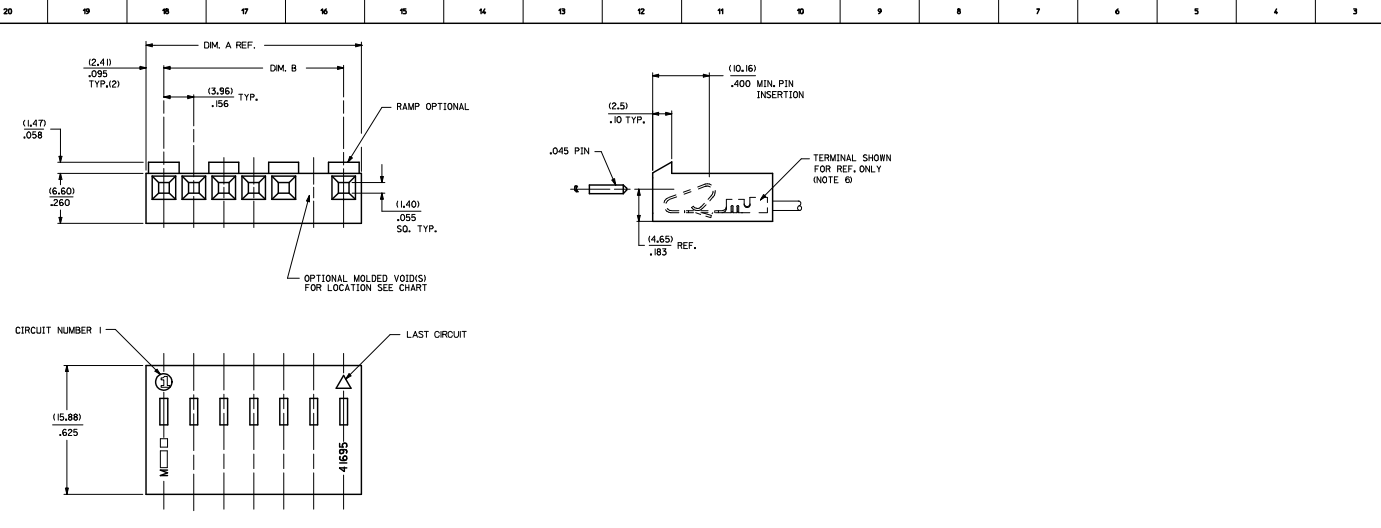 20 19 18 17 16 15 14 13 12 11 10 9 8 7 6 5 4 3
DIM. A REF.
(2.41)
.095
TYP.(2)
DIM. B
(3.96)
.156
TYP.
RAMP OPTIONAL
(1.47)
.058
(6.60)
.260
(1.40)
.055
SQ. TYP.
OPTIONAL MOLDED VOID(S)
FOR LOCATION SEE CHART
(10.16)
.400 MIN. PIN
INSERTION
(2.5)
.10 TYP.
.045 PIN
TERMINAL SHOWN
FOR REF. ONLY
(NOTE 6)
(4.65)
.183
REF.
CIRCUIT NUMBER 1
LAST CIRCUIT
1
(15.88)
.625
M
41695